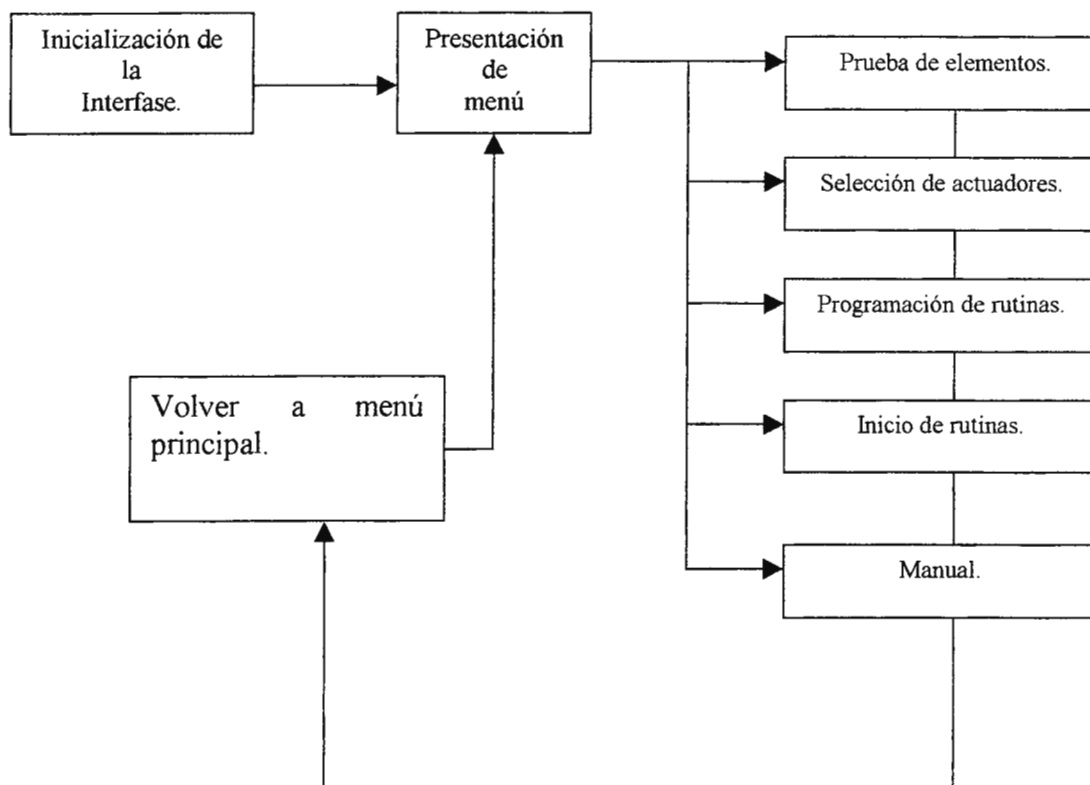 Inicialización de
la
Interfase.
Presentación
de
menú
Prueba de elementos.
Selección de actuadores.
Programación de rutinas.
Inicio de rutinas.
Manual.
Volver a menú
principal.